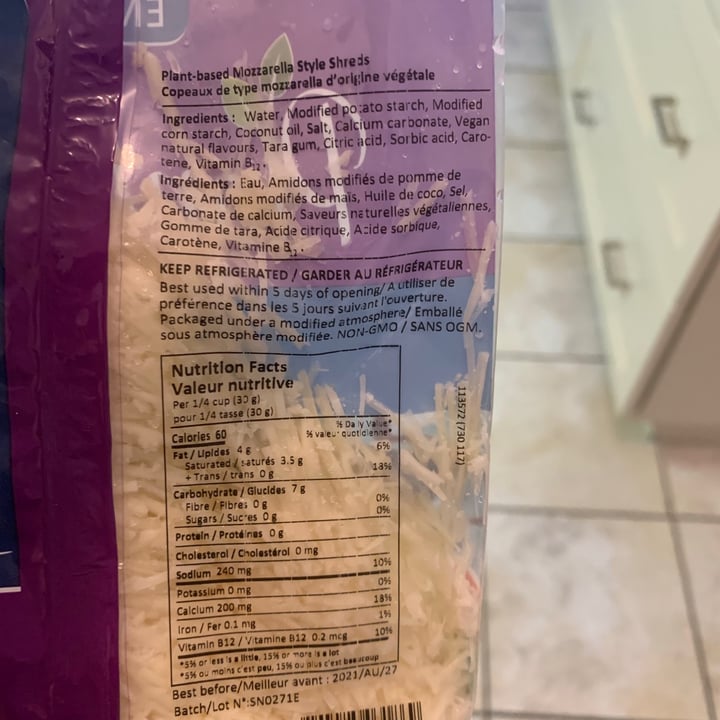 EN
Plant-based Mozzarella Style Shreds
Copeaux de type mozzarella d'origine végétale
Ingredients : Water, Modified potato starch, Modified
corn starch, Coconut oil, Salt, Calcium carbonate, Vegan
natural flavours, Tara gum, Citric acid, Sorbic acid, Caro-
tene, Vitamin B12.
Ingrédients : Eau, Amidons modifiés de pomme de
terre, Amidons modifiés de maïs, Huile de coco, Sel,
Carbonate de calcium, Saveurs naturelles végétaliennes,
Gomme de tara, Acide citrique, Acide sorbique,
Carotène, Vitamine B12.
KEEP REFRIGERATED / GARDER AU RÉFRIGÉRATEUR
Best used within 5 days of opening/ A utiliser de
préférence dans les 5 jours suivant l'ouverture.
Packaged under a modified atmosphere/ Emballé
sous atmosphère modifiée. NON-GMO / SANS OGM.
Nutrition Facts
Valeur nutritive
Per 1/4 cup (30 g)
pour 1/4 tasse (30 g)
% Daily Value*
Calories 60 % valeur quotidienne*
Fat / Lipides 4 g 6%
Saturated / saturés 3.5 g
+ Trans / trans 0 g 18%
Carbohydrate / Glucides 7 g
Fibre / Fibres 0 g 0%
Sugars / Sucres 0 g 0%
Protein / Protéines 0 g
Cholesterol / Cholestérol 0 mg
Sodium 240 mg 10%
Potassium 0 mg 0%
Calcium 200 mg 18%
Iron / Fer 0.1 mg 1%
Vitamin B12 / Vitamine B12 0.2 mcg 10%
*5% or less is a little, 15% or more is a lot
*5% ou moins c'est peu, 15% ou plus c'est beaucoup
Best before/Meilleur avant : 2021/AU/27
Batch/Lot N°:SN0271E
113572 (730 117)